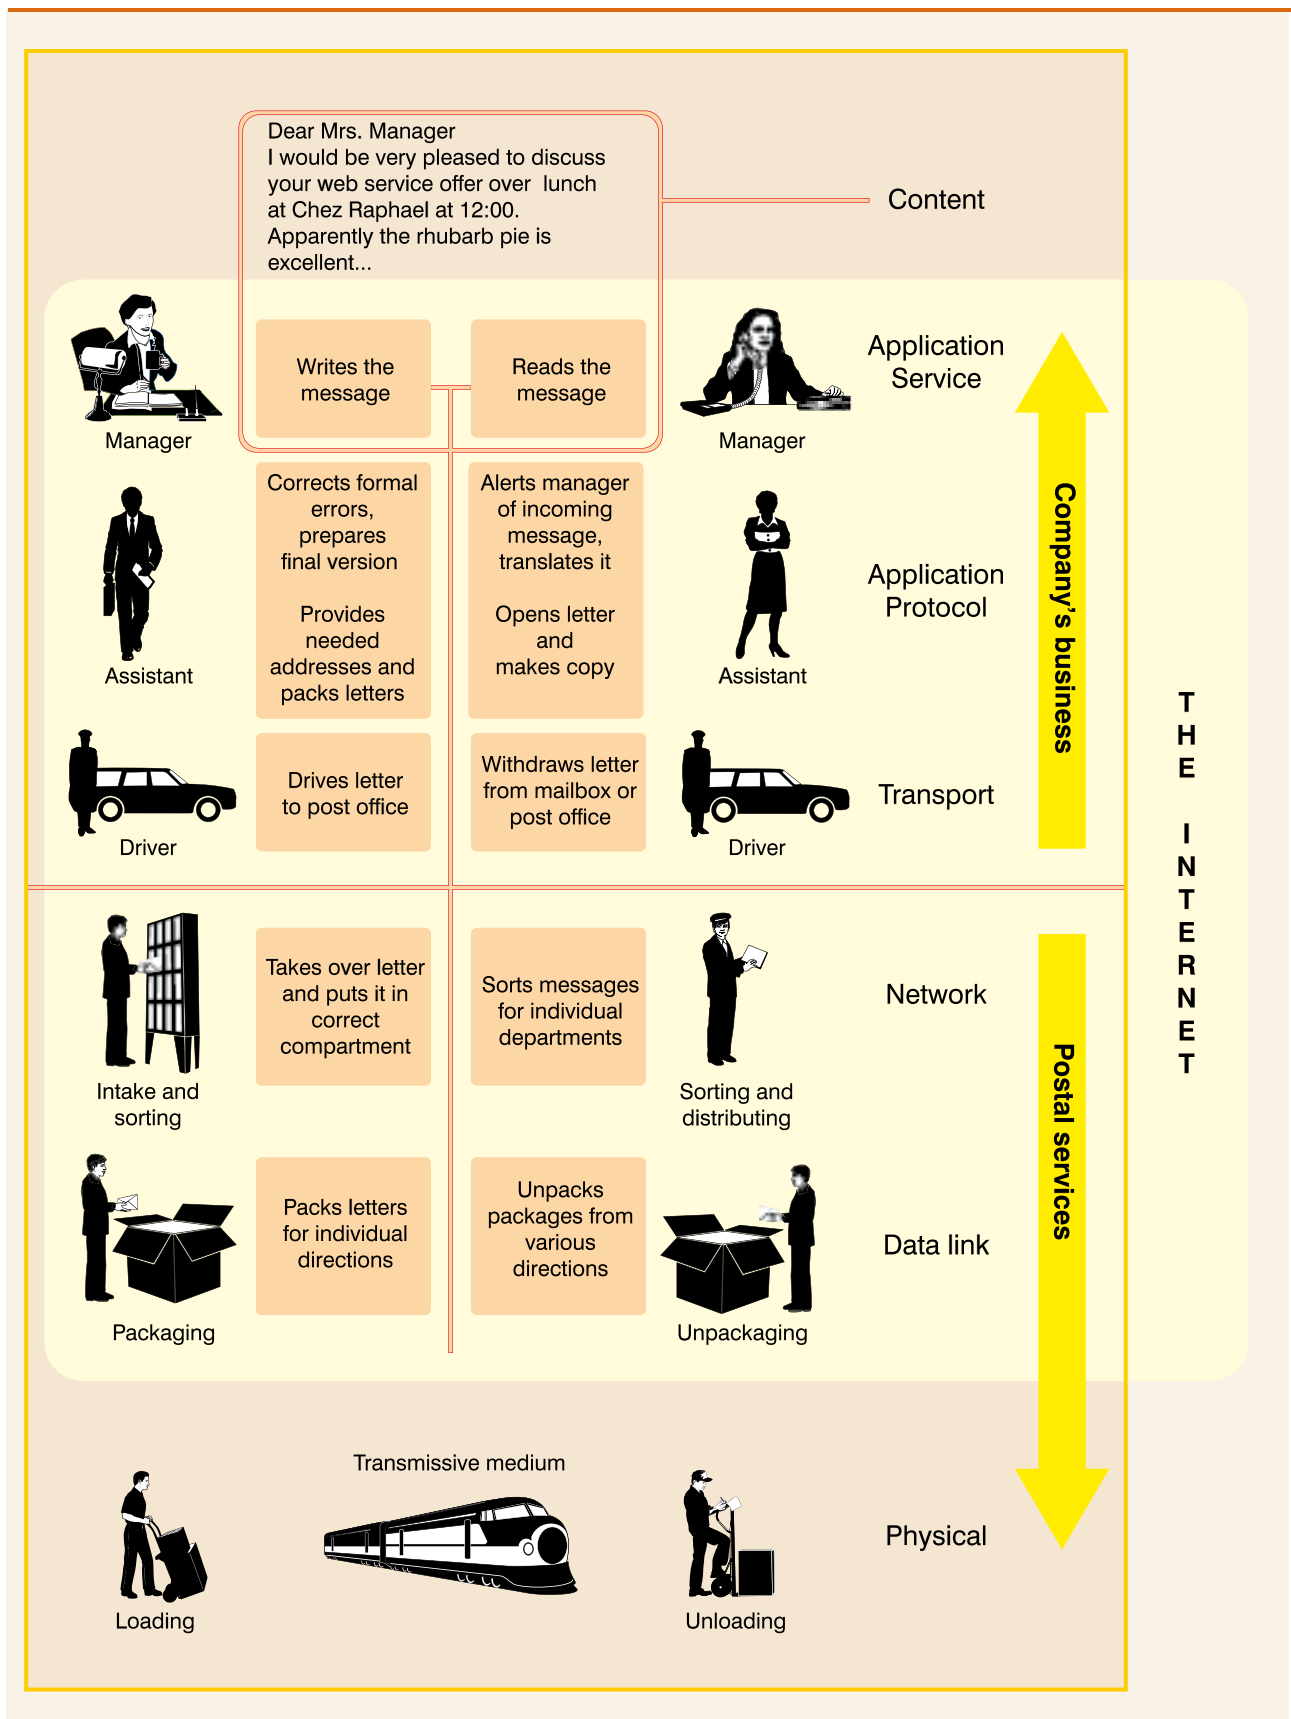 Dear Mrs. Manager
I would be very pleased to discuss
your web service offer over lunch
at Chez Raphael at 12:00.
Apparently the rhubarb pie is
excellent...
Content
Manager
Writes the
message
Reads the
message
Manager
Application
Service
Assistant
Corrects formal
errors,
prepares
final version
Provides
needed
addresses and
packs letters
Alerts manager
of incoming
message,
translates it
Opens letter
and
makes copy
Assistant
Application
Protocol
Driver
Drives letter
to post office
Withdraws letter
from mailbox or
post office
Driver
Transport
Company's business
Intake and
sorting
Takes over letter
and puts it in
correct
compartment
Sorts messages
for individual
departments
Sorting and
distributing
Network
Packaging
Packs letters
for individual
directions
Unpacks
packages from
various
directions
Unpackaging
Data link
Postal services
THE INTERNET
Loading
Transmissive medium
Unloading
Physical